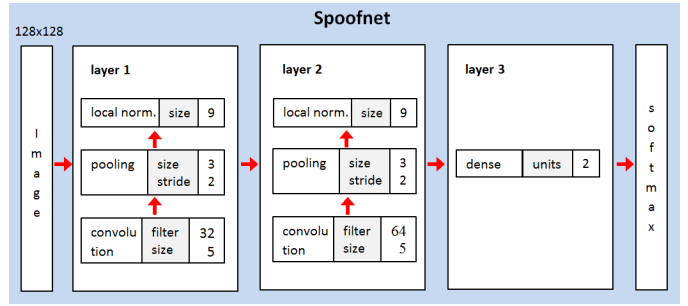 Spoofnet
128x128
Image
layer 1
local norm. size 9
pooling size 3
stride 2
convolu filter 32
tion size 5
layer 2
local norm. size 9
pooling size 3
stride 2
convolu filter 64
tion size 5
layer 3
dense units 2
softmax